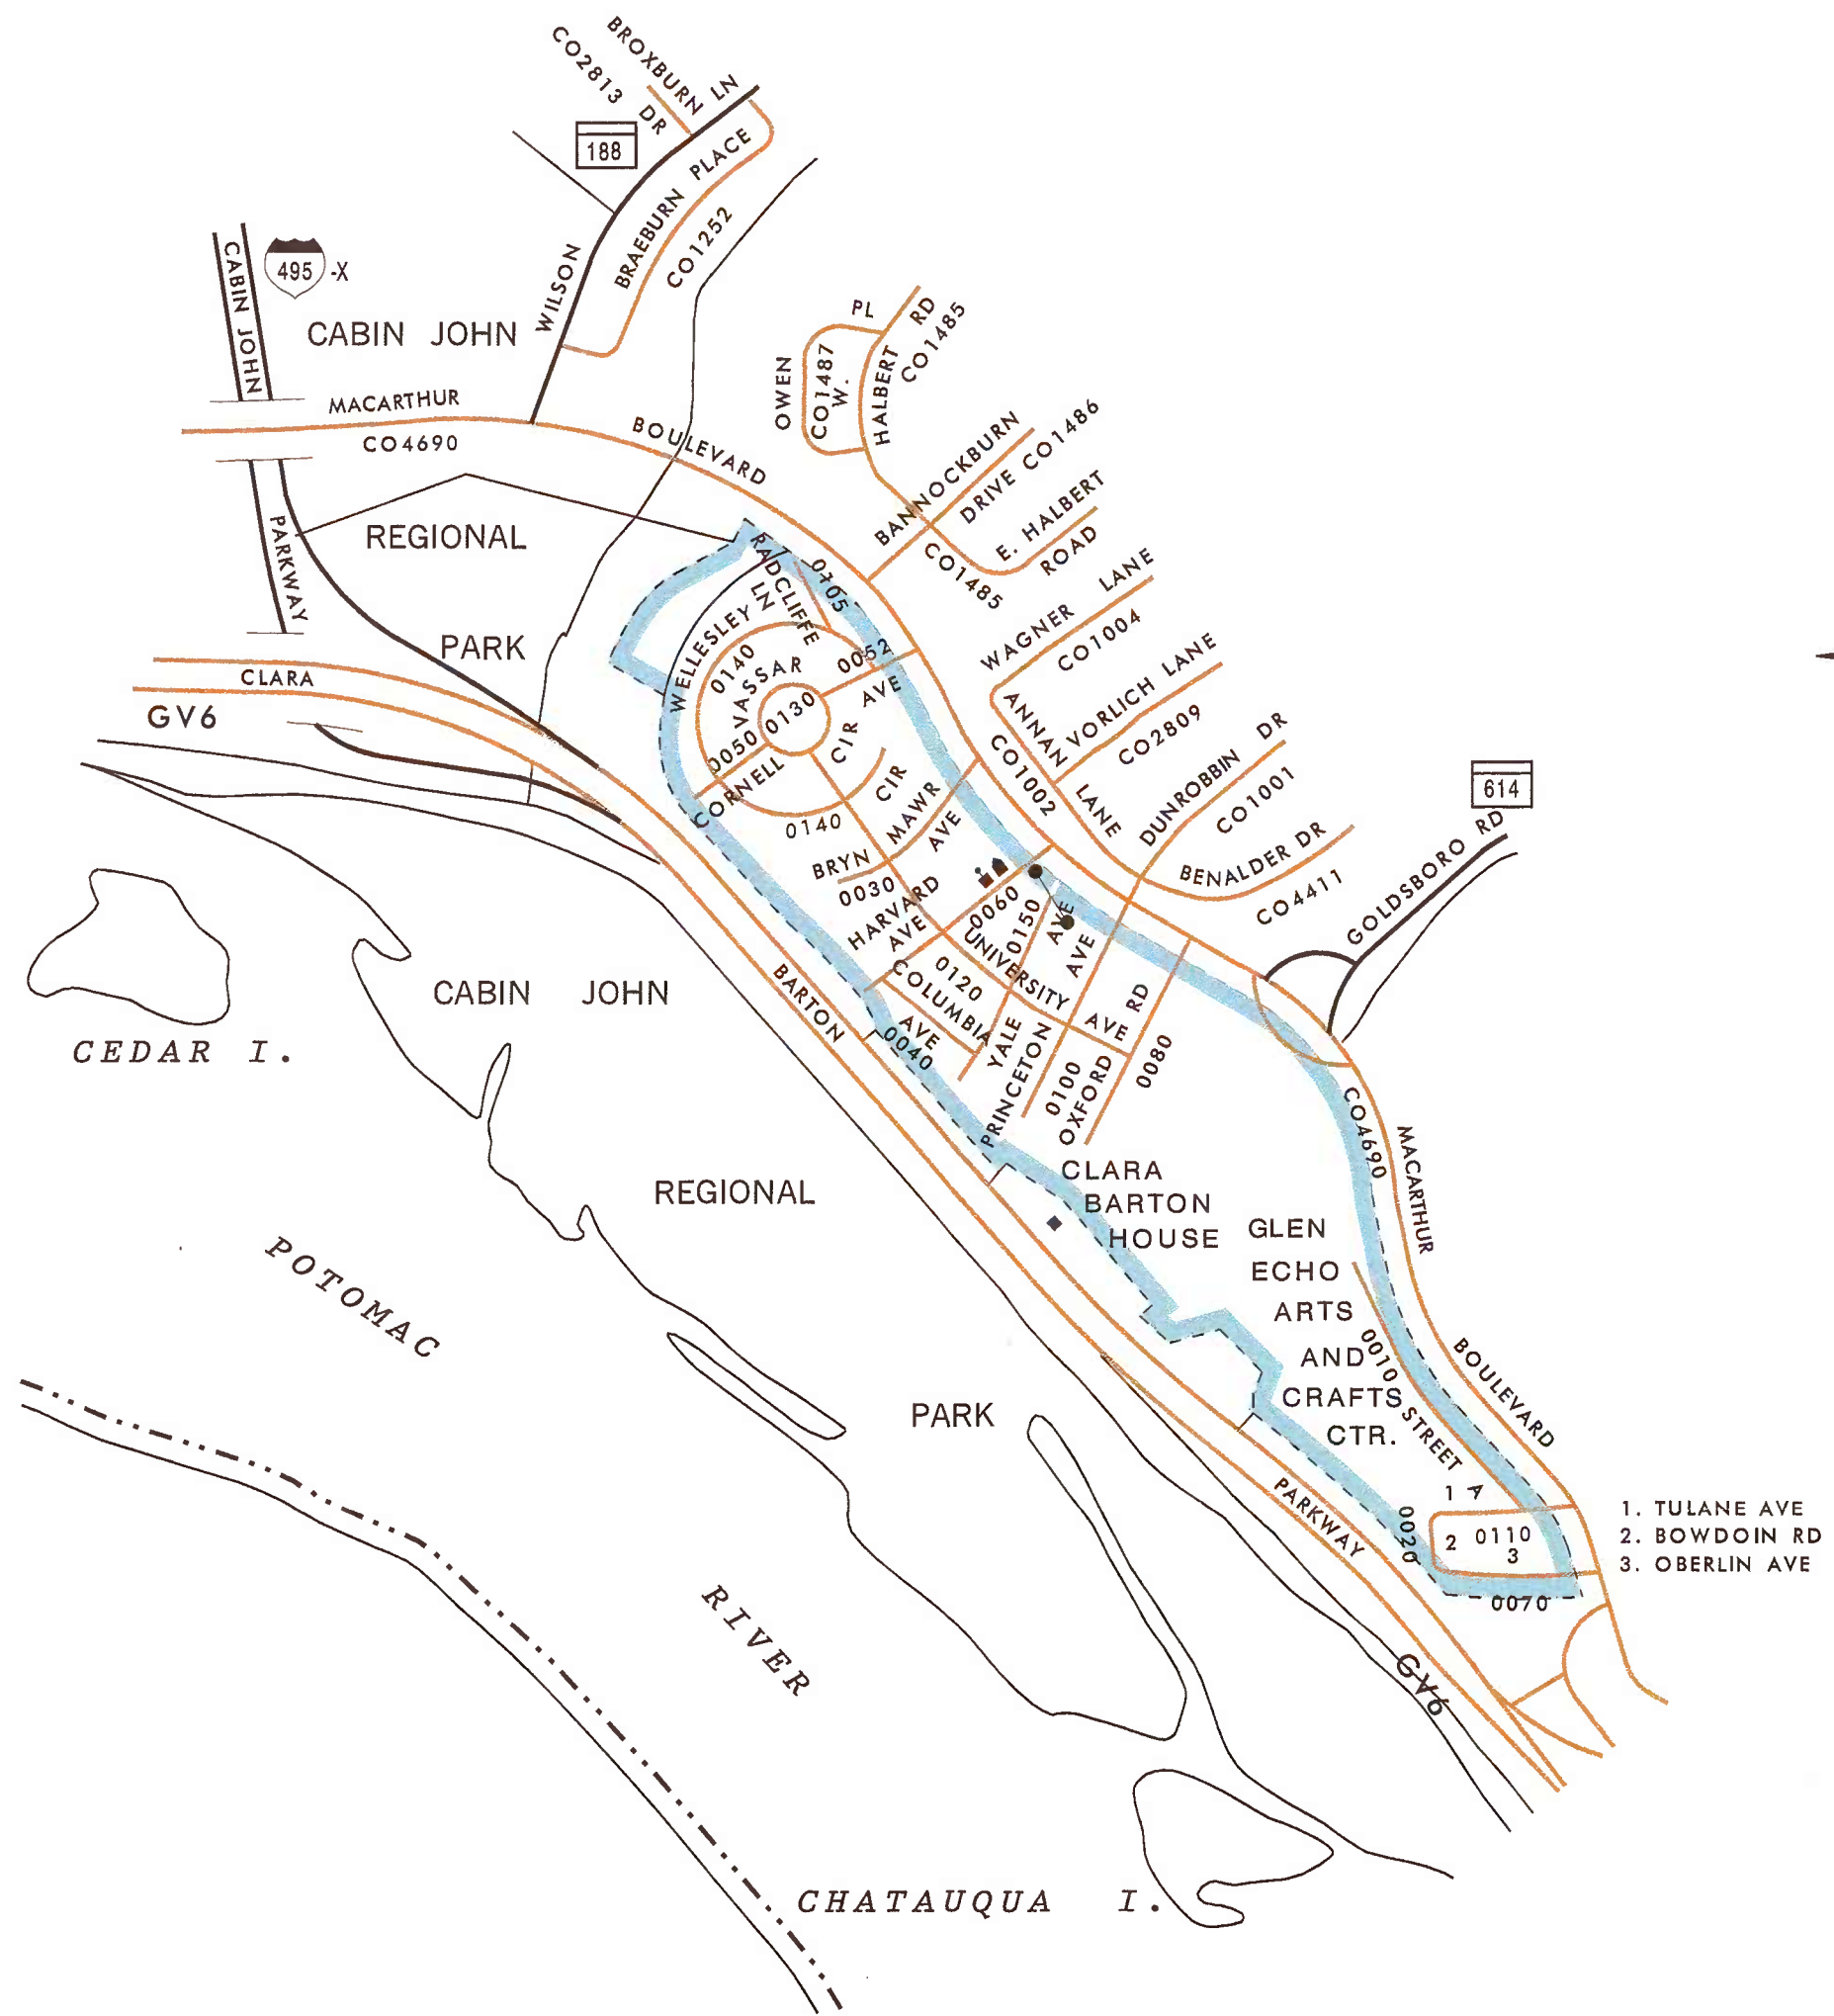 BROXBURN DR
CO2813
LN
188
BRAEBURN PLACE
CO1252
WILSON
CABIN JOHN
495 -X
CABIN JOHN
MACARTHUR
CO4690
BOULEVARD
OWEN
PL
CO1487
W.
HALBERT
RD
CO1485
BANNOCKBURN
DRIVE CO1486
E. HALBERT
ROAD
CO1485
PARKWAY
REGIONAL
PARK
CLARA
GV6
RADCLIFFE
LN
0105
WELLESLEY
0140
VASSAR
0052
AVE
0130
CIR
0050
CORNELL
CIR
0140
WAGNER LANE
CO1004
ANNAN
LANE
VORLICH LANE
CO2809
CO1002
DUNROBBIN DR
CO1001
BENALDER DR
CO4411
614
GOLDSBORO RD
BRYN MAWR
AVE
0030
HARVARD
AVE
0060
0150
AVE
AVE
UNIVERSITY
AVE
0120
COLUMBIA
AVE
0040
YALE
PRINCETON
0100
OXFORD
RD
0080
CEDAR I.
CABIN JOHN
BARTON
REGIONAL
CLARA
BARTON
HOUSE
CO4690
MACARTHUR
GLEN
ECHO
ARTS
AND
CRAFTS
CTR.
0010
STREET A
BOULEVARD
POTOMAC
PARK
PARKWAY
1
2 0110
3
0020
0070
1. TULANE AVE
2. BOWDOIN RD
3. OBERLIN AVE
RIVER
GV6
CHATAUQUA I.